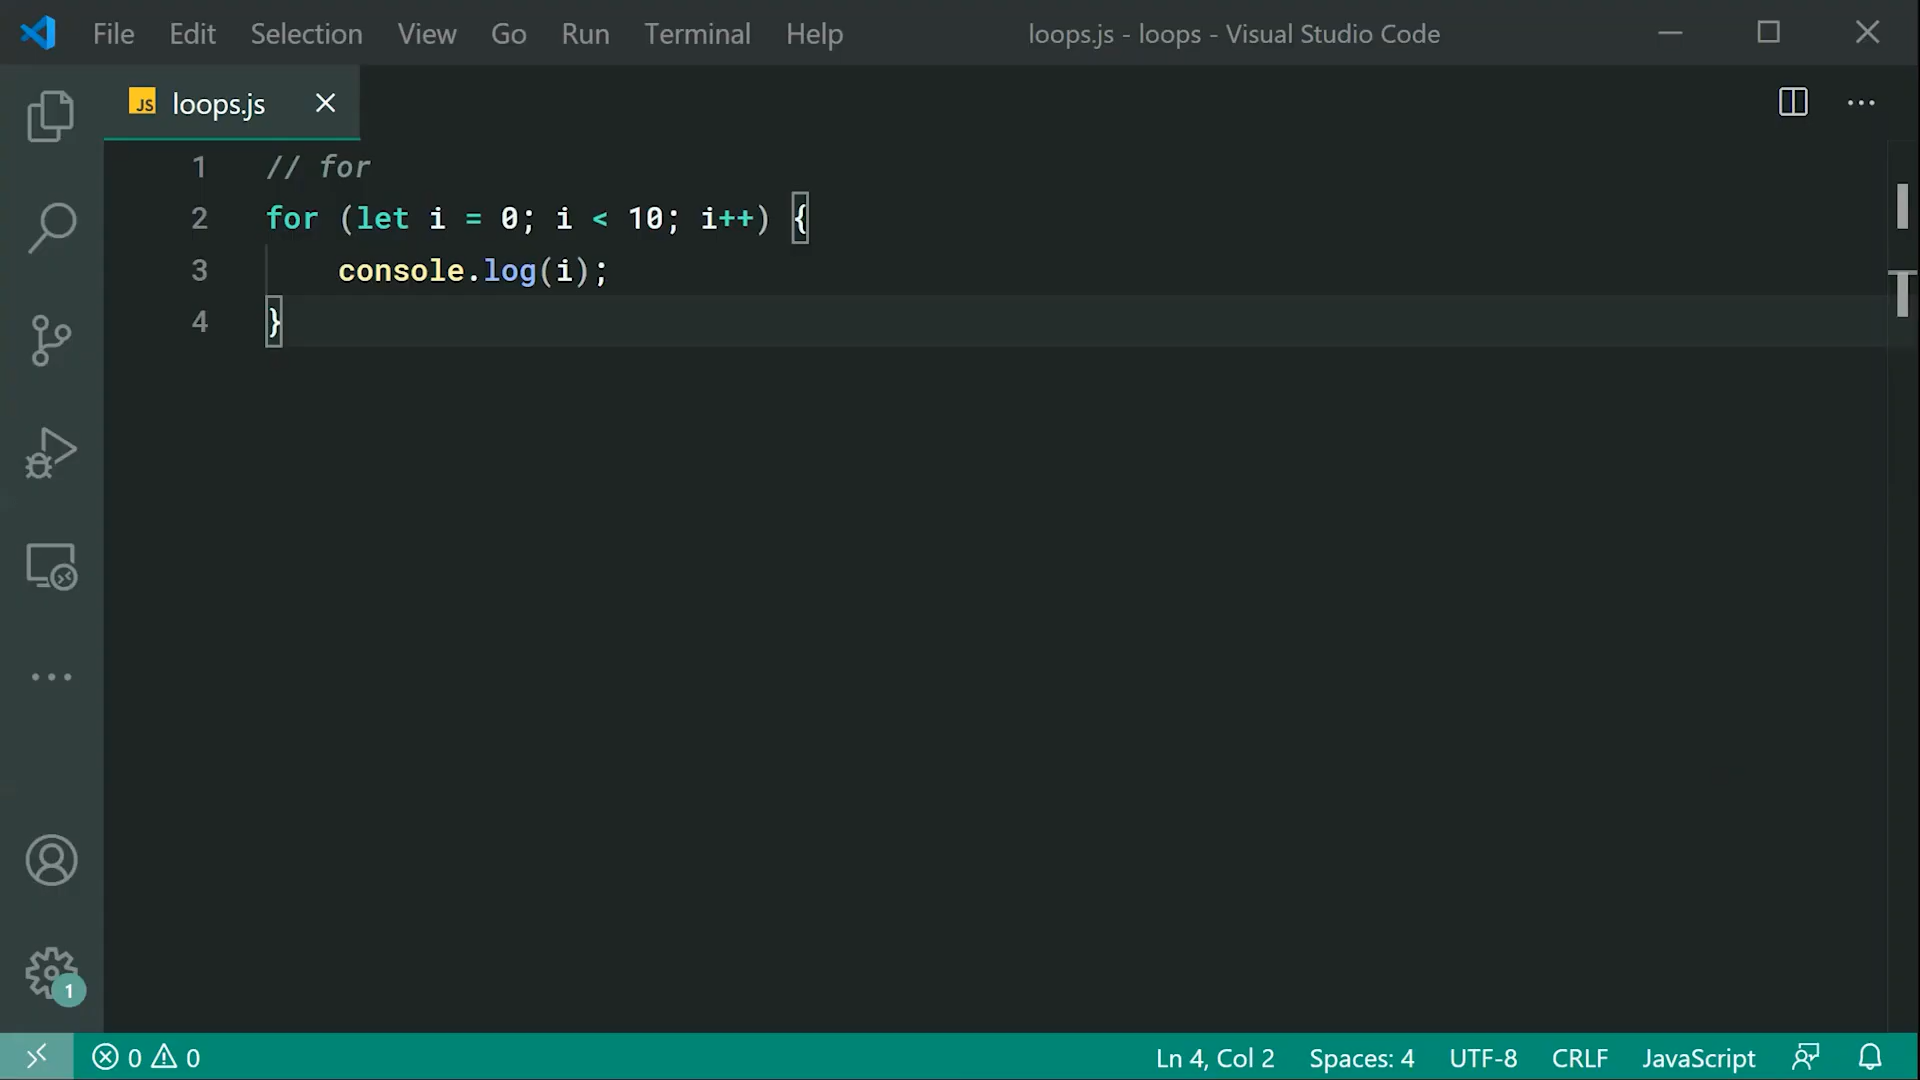 File Edit Selection View Go Run Terminal Help loops.js - loops - Visual Studio Code
JS loops.js
1 // for
2 for (let i = 0; i < 10; i++) {
3 console.log(i);
4 }
1
0 0 Ln 4, Col 2 Spaces: 4 UTF-8 CRLF JavaScript